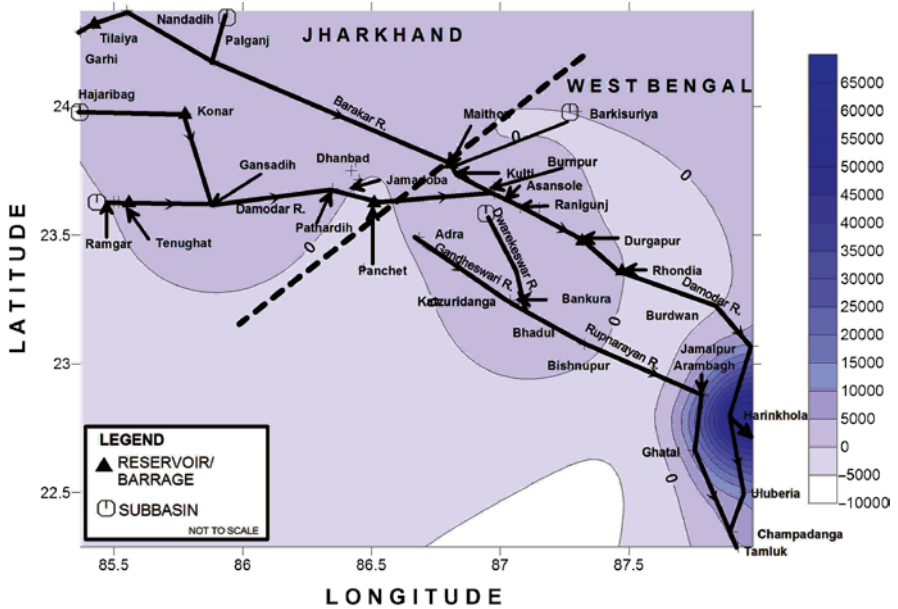 JHARKHAND
WEST BENGAL
Nandadih
Tilaiya
Palganj
Garhi
Hajaribag
Konar
Barakar R.
Maithon
Barkisuriya
0
0
Gansadih
Dhanbad
Jamadoba
Kulti
Burnpur
Asansole
Ranigunj
Damodar R.
Pathardih
Ramgar
Tenughat
0
Panchet
Adra
Gandheswari R.
Dwarekeswar R.
Durgapur
Rhondia
Damodar R.
Bankura
Burdwan
0
Bhadul
Rupnarayan R.
Bishnupur
Jamalpur
Arambagh
Harinkhola
Ghatal
0
Uluberia
Champadanga
Tamluk
LEGEND
RESERVOIR/
BARRAGE
SUBBASIN
NOT TO SCALE
LATITUDE
24
23.5
23
22.5
85.5
86
86.5
87
87.5
LONGITUDE
65000
60000
55000
50000
45000
40000
35000
30000
25000
20000
15000
10000
5000
0
-5000
-10000